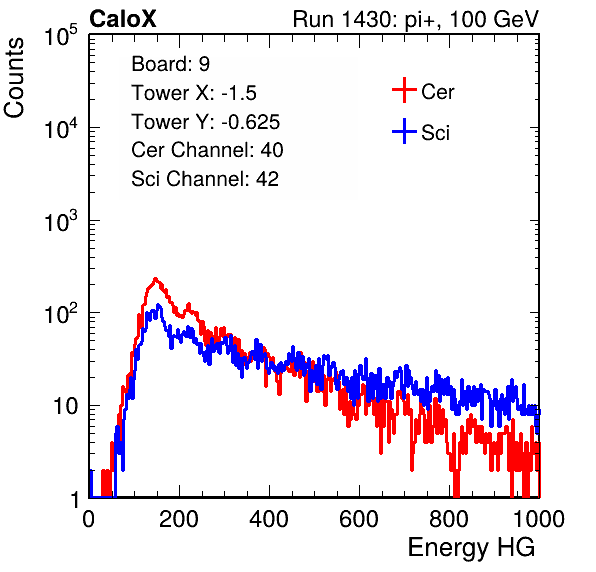 CaloX Run 1430: pi+, 100 GeV
Counts
Board: 9
Tower X: -1.5
Tower Y: -0.625
Cer Channel: 40
Sci Channel: 42
Cer
Sci
10^5
10^4
10^3
10^2
10
1
0 200 400 600 800 1000
Energy HG